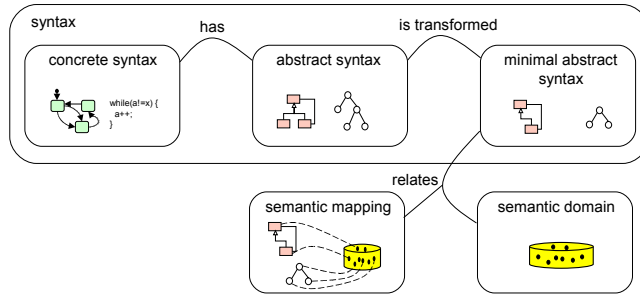 syntax
has
is transformed
concrete syntax
abstract syntax
minimal abstract
syntax
while(a!=x) {
a++;
}
relates
semantic mapping
semantic domain